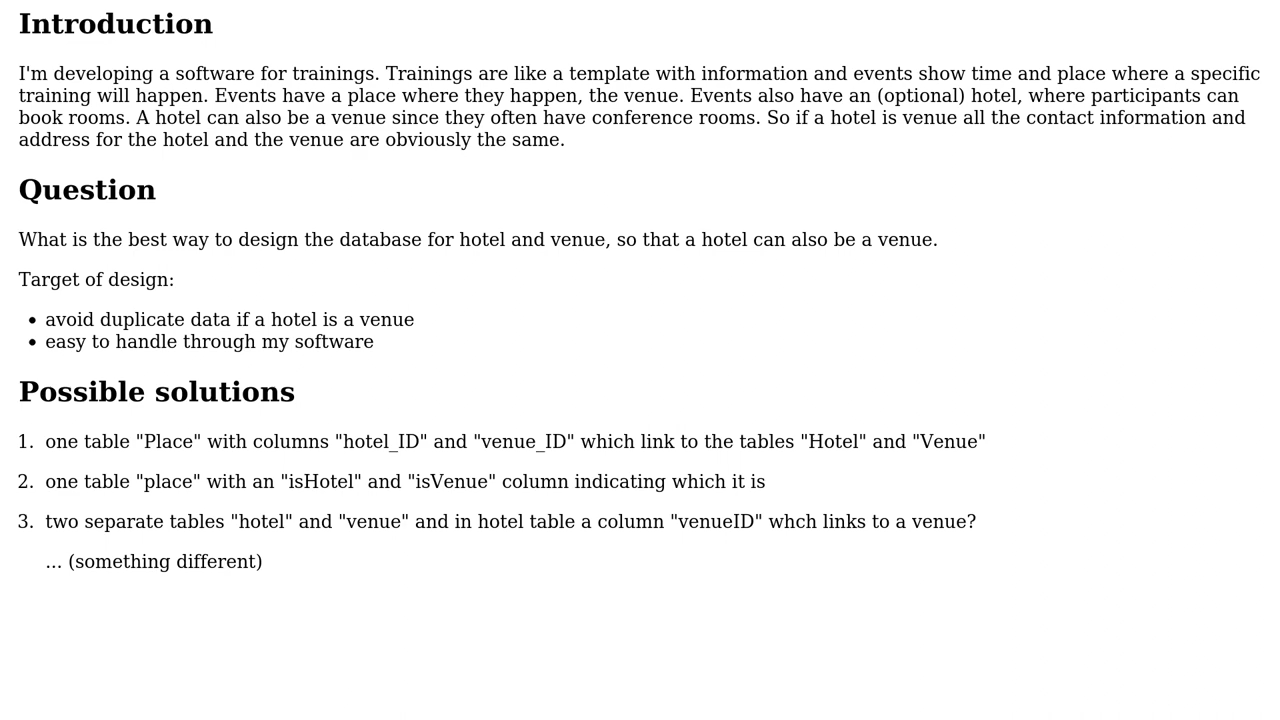 Introduction
I'm developing a software for trainings. Trainings are like a template with information and events show time and place where a specific
training will happen. Events have a place where they happen, the venue. Events also have an (optional) hotel, where participants can
book rooms. A hotel can also be a venue since they often have conference rooms. So if a hotel is venue all the contact information and
address for the hotel and the venue are obviously the same.
Question
What is the best way to design the database for hotel and venue, so that a hotel can also be a venue.
Target of design:
• avoid duplicate data if a hotel is a venue
• easy to handle through my software
Possible solutions
1. one table "Place" with columns "hotel_ID" and "venue_ID" which link to the tables "Hotel" and "Venue"
2. one table "place" with an "isHotel" and "isVenue" column indicating which it is
3. two separate tables "hotel" and "venue" and in hotel table a column "venueID" whch links to a venue?
... (something different)